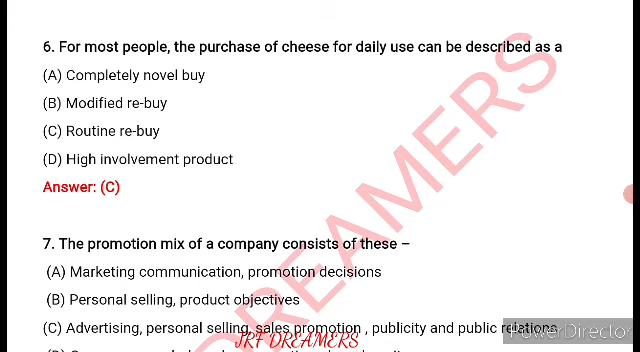 6. For most people, the purchase of cheese for daily use can be described as a
(A) Completely novel buy
(B) Modified re-buy
(C) Routine re-buy
(D) High involvement product
Answer: (C)
7. The promotion mix of a company consists of these –
(A) Marketing communication, promotion decisions
(B) Personal selling, product objectives
(C) Advertising, personal selling, sales promotion , publicity and public relations
JRF DREAMERS
PowerDirector
DREAMERS